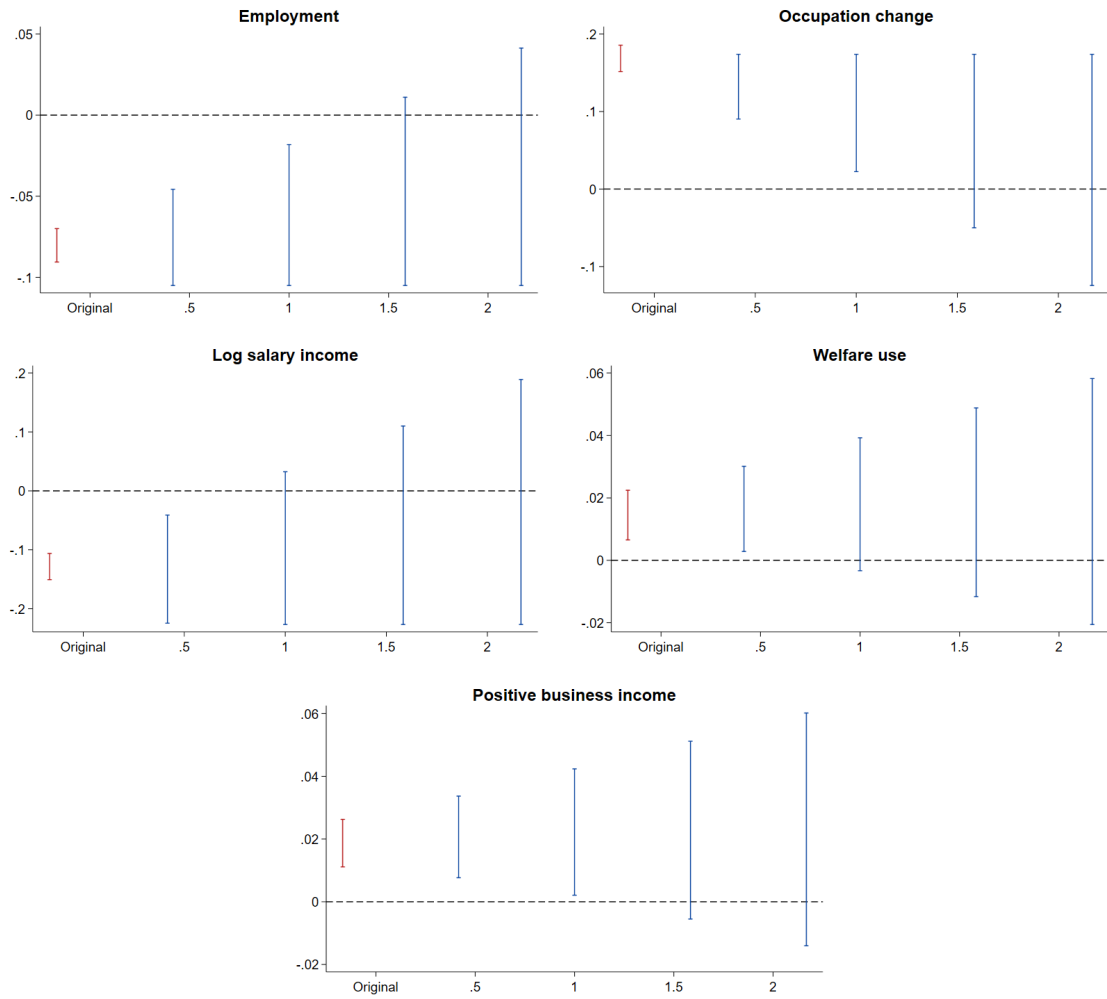 Employment
.05
0
-.05
-.1
Original .5 1 1.5 2
Occupation change
.2
.1
0
-.1
Original .5 1 1.5 2
Log salary income
.2
.1
0
-.1
-.2
Original .5 1 1.5 2
Welfare use
.06
.04
.02
0
-.02
Original .5 1 1.5 2
Positive business income
.06
.04
.02
0
-.02
Original .5 1 1.5 2